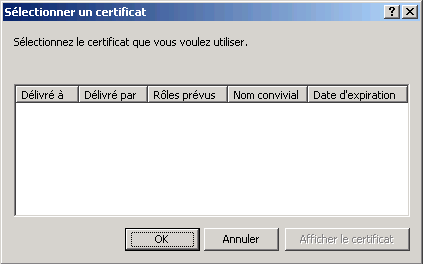 Sélectionner un certificat
Sélectionnez le certificat que vous voulez utiliser.
Délivré à Délivré par Rôles prévus Nom convivial Date d'expiration
OK Annuler Afficher le certificat